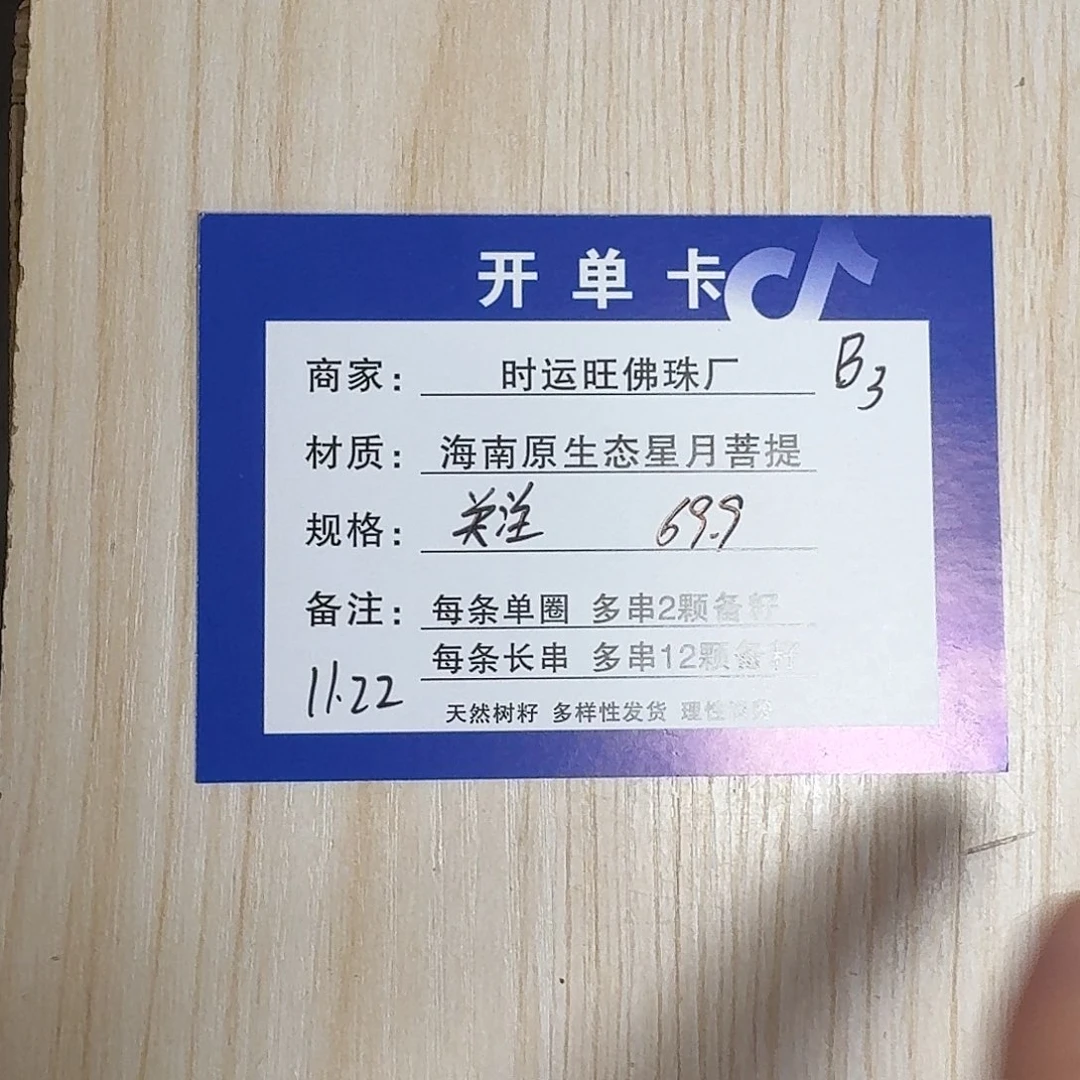 开单卡
商家: 时运旺佛珠厂 B3
材质: 海南原生态星月菩提
规格: 关注 69.9
备注: 每条单圈 多串2颗备籽
每条长串 多串12颗备籽
11.22
天然树籽 多样性发货 理性